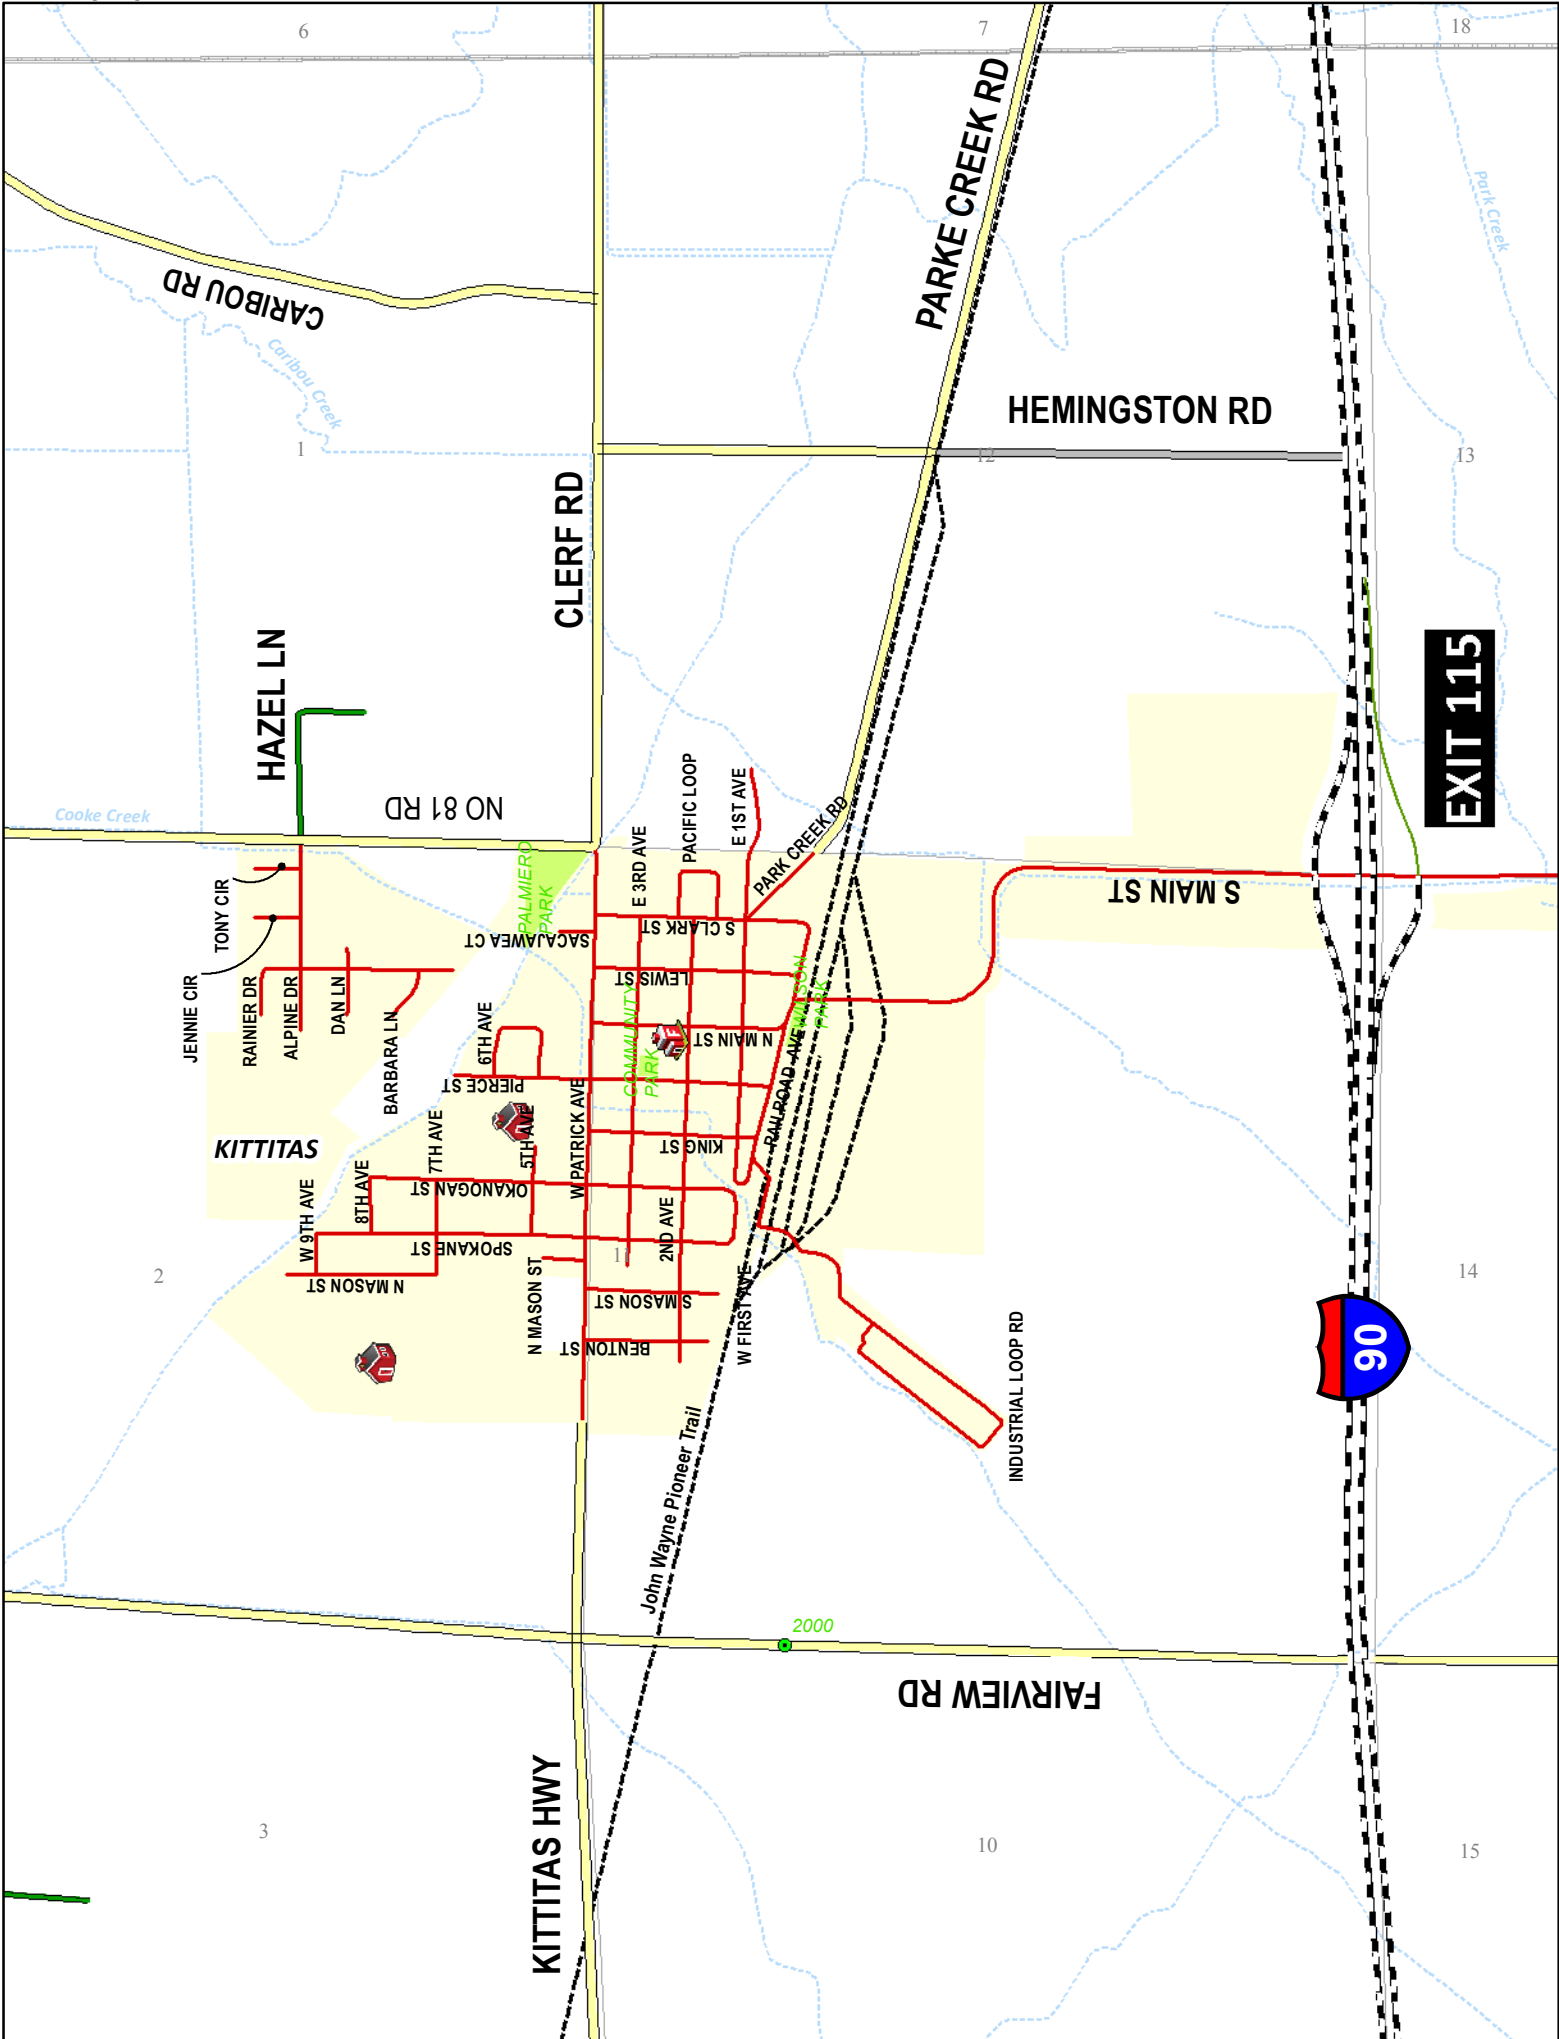 6
7
18
CARIBOU RD
PARKE CREEK RD
Park Creek
Caribou Creek
HEMINGSTON RD
1
12
13
CLERF RD
HAZEL LN
EXIT 115
Cooke Creek
NO 81 RD
PACIFIC LOOP
E 1ST AVE
E 3RD AVE
PARK CREEK RD
PALMIERO
PARK
TONY CIR
S CLARK ST
S MAIN ST
SACAJAWEA CT
JENNIE CIR
RAINIER DR
ALPINE DR
DAN LN
BARBARA LN
LEWIS ST
WILSON
PARK
6TH AVE
COMMUNITY
PARK
N MAIN ST
PIERCE ST
RAILROAD AVE
KITTITAS
7TH AVE
5TH AVE
W PATRICK AVE
KING ST
W 9TH AVE
8TH AVE
OKANOGAN ST
2ND AVE
SPOKANE ST
11
2
14
N MASON ST
N MASON ST
S MASON ST
W FIRST AVE
BENTON ST
INDUSTRIAL LOOP RD
90
John Wayne Pioneer Trail
2000
FAIRVIEW RD
KITTITAS HWY
3
10
15